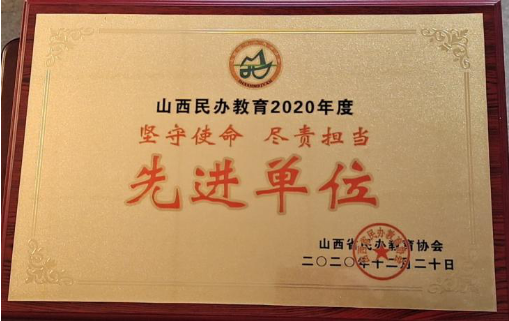 山西民办教育2020年度
坚守使命 尽责担当
先进单位
山西省民办教育协会
二〇二〇年十二月二十日